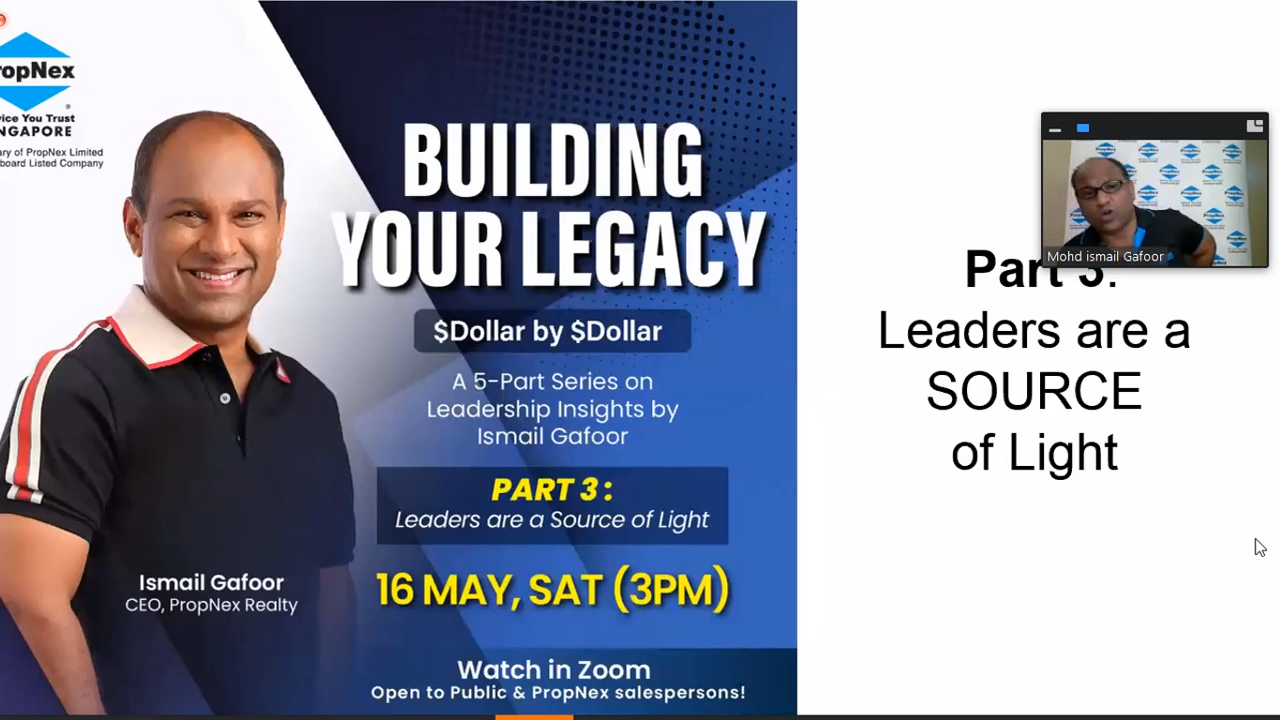 ropNex
vice You Trust
NGAPORE
ary of PropNex Limited
board Listed Company
BUILDING
YOUR LEGACY
$Dollar by $Dollar
A 5-Part Series on
Leadership Insights by
Ismail Gafoor
PART 3 :
Leaders are a Source of Light
16 MAY, SAT (3PM)
Ismail Gafoor
CEO, PropNex Realty
Watch in Zoom
Open to Public & PropNex salespersons!
Mohd ismail Gafoor
Part 3:
Leaders are a
SOURCE
of Light